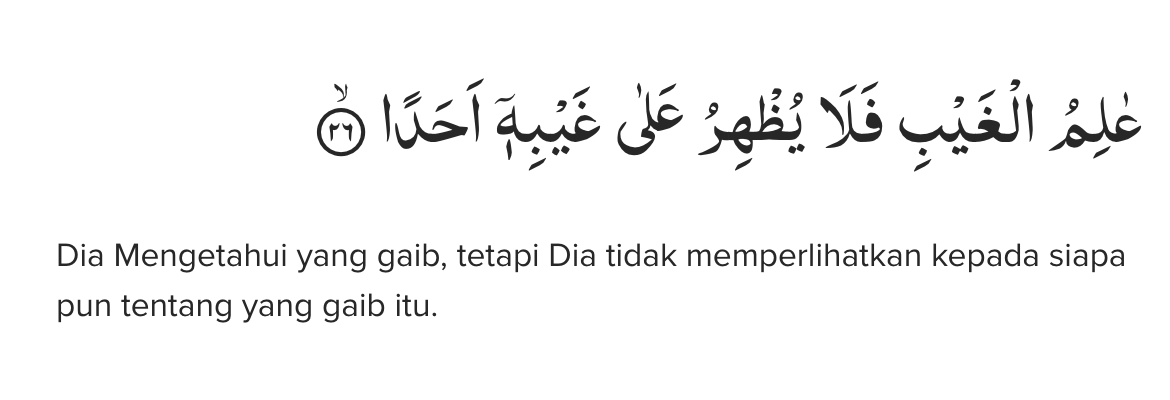 عٰلِمُ الْغَيْبِ فَلَا يُظْهِرُ عَلٰى غَيْبِهٖٓ اَحَدًا ۙ ٢٦
Dia Mengetahui yang gaib, tetapi Dia tidak memperlihatkan kepada siapa
pun tentang yang gaib itu.